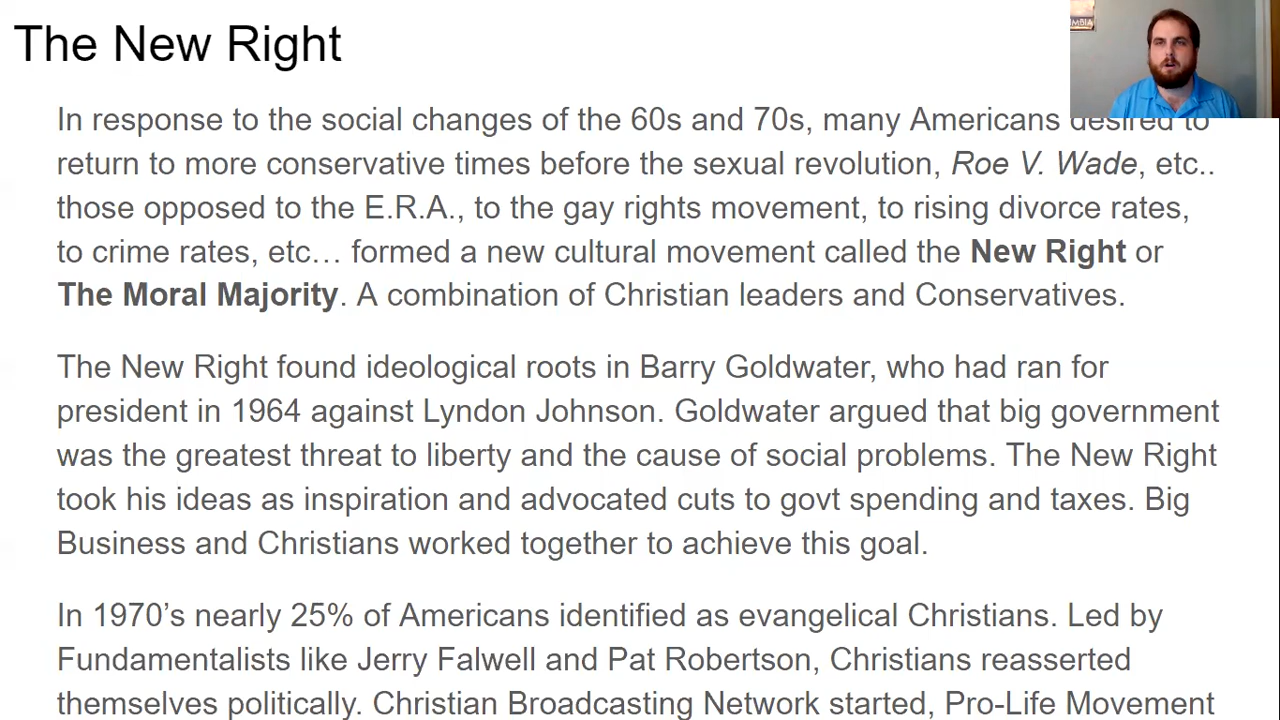 The New Right
In response to the social changes of the 60s and 70s, many Americans desired to
return to more conservative times before the sexual revolution, Roe V. Wade, etc..
those opposed to the E.R.A., to the gay rights movement, to rising divorce rates,
to crime rates, etc… formed a new cultural movement called the New Right or
The Moral Majority. A combination of Christian leaders and Conservatives.
The New Right found ideological roots in Barry Goldwater, who had ran for
president in 1964 against Lyndon Johnson. Goldwater argued that big government
was the greatest threat to liberty and the cause of social problems. The New Right
took his ideas as inspiration and advocated cuts to govt spending and taxes. Big
Business and Christians worked together to achieve this goal.
In 1970’s nearly 25% of Americans identified as evangelical Christians. Led by
Fundamentalists like Jerry Falwell and Pat Robertson, Christians reasserted
themselves politically. Christian Broadcasting Network started, Pro-Life Movement